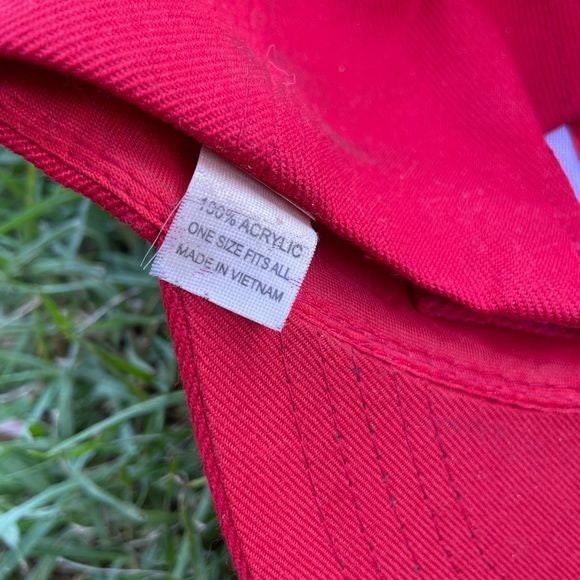 100% ACRYLIC
ONE SIZE FITS ALL
MADE IN VIETNAM